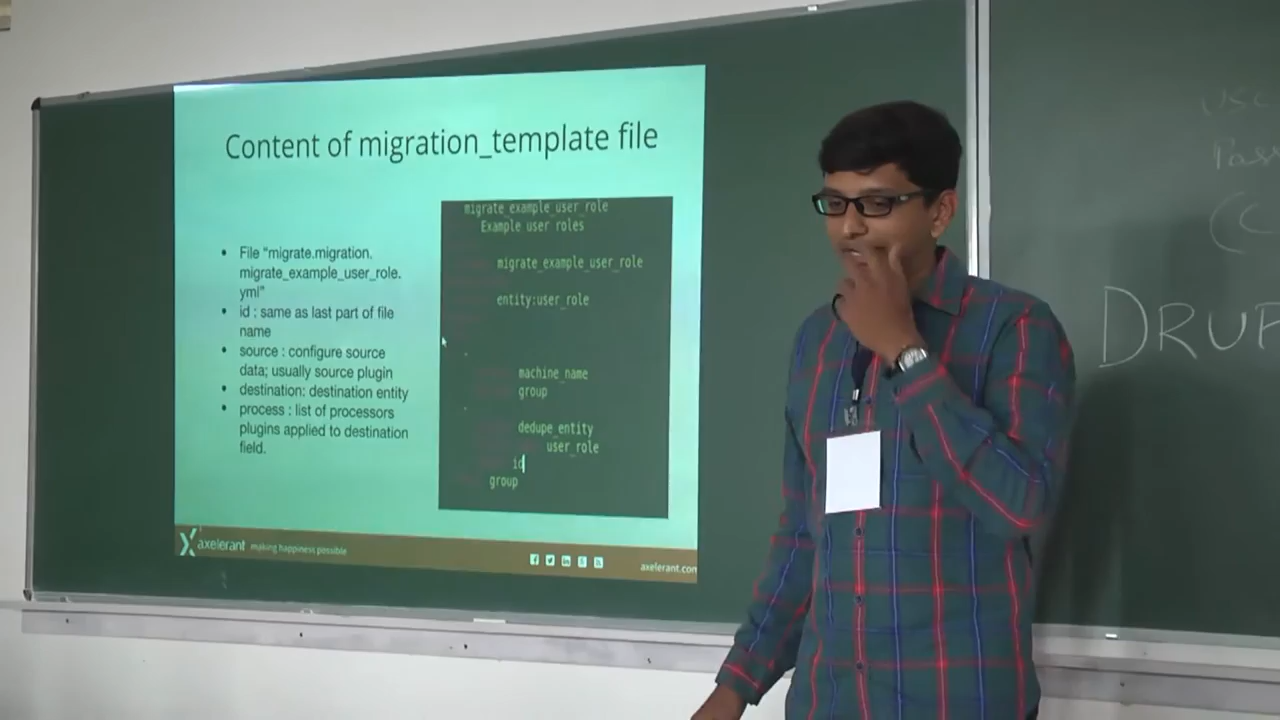 Content of migration_template file
• File "migrate.migration.
migrate_example_user_role.
yml"
• id : same as last part of file
name
• source : configure source
data; usually source plugin
• destination: destination entity
• process : list of processors
plugins applied to destination
field.
migrate_example_user_role
Example user roles
migrate_example_user_role
entity:user_role
machine_name
group
dedupe_entity
user_role
id
group
axelerant making happiness possible
axelerant.com
DRUP